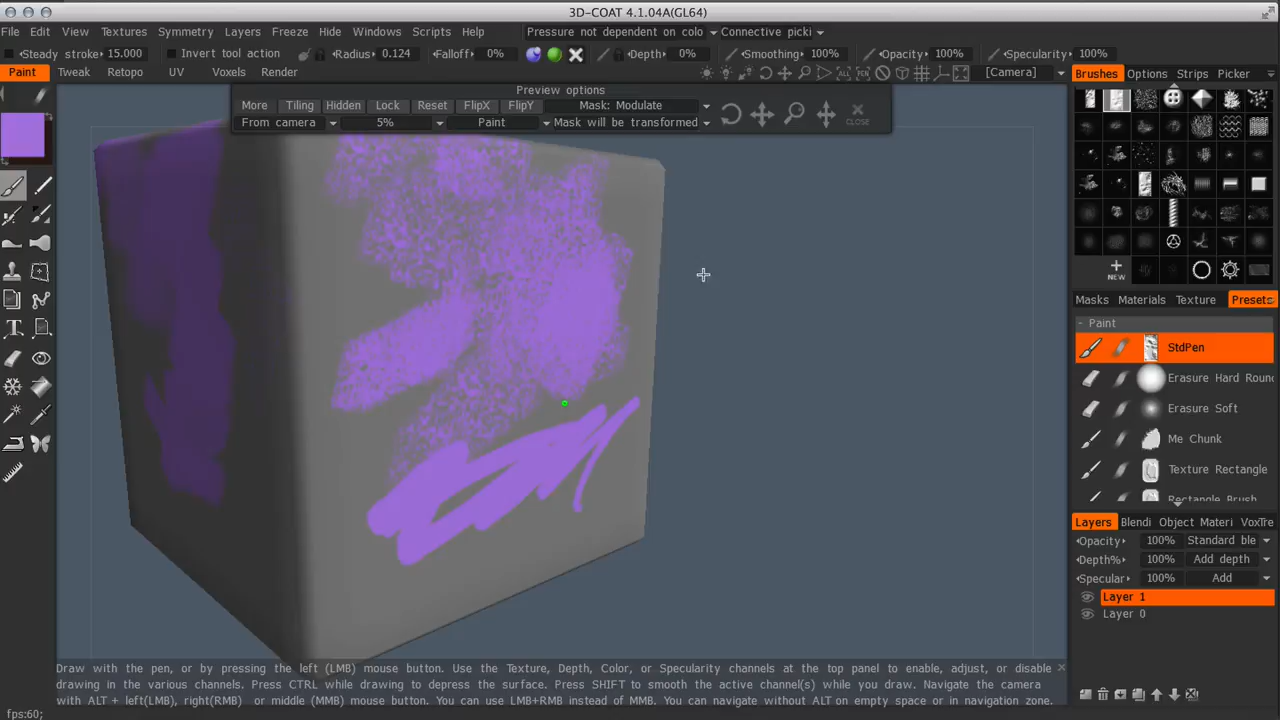 3D-COAT 4.1.04A(GL64)
File Edit View Textures Symmetry Layers Freeze Hide Windows Scripts Help Pressure not dependent on colo Connective picki
Steady stroke 15.000 Invert tool action Radius 0.124 Falloff 0% Depth 0% Smoothing 100% Opacity 100% Specularity 100%
Paint Tweak Retopo UV Voxels Render [Camera] Brushes Options Strips Picker
Preview options
More Tiling Hidden Lock Reset FlipX FlipY Mask: Modulate
From camera 5% Paint Mask will be transformed CLOSE
NEW
Masks Materials Texture Presets
- Paint
StdPen
Erasure Hard Round
Erasure Soft
Me Chunk
Texture Rectangle
Rectangle Brush
Layers Blendi Object Materi VoxTre
Opacity 100% Standard ble
Depth% 100% Add depth
Specular 100% Add
Layer 1
Layer 0
Draw with the pen, or by pressing the left (LMB) mouse button. Use the Texture, Depth, Color, or Specularity channels at the top panel to enable, adjust, or disable
drawing in the various channels. Press CTRL while drawing to depress the surface. Press SHIFT to smooth the active channel(s) while you draw. Navigate the camera
with ALT + left(LMB), right(RMB) or middle (MMB) mouse buttons. You can use LMB+RMB instead of MMB. You can navigate without ALT on empty space or in navigation zone.
fps:60;